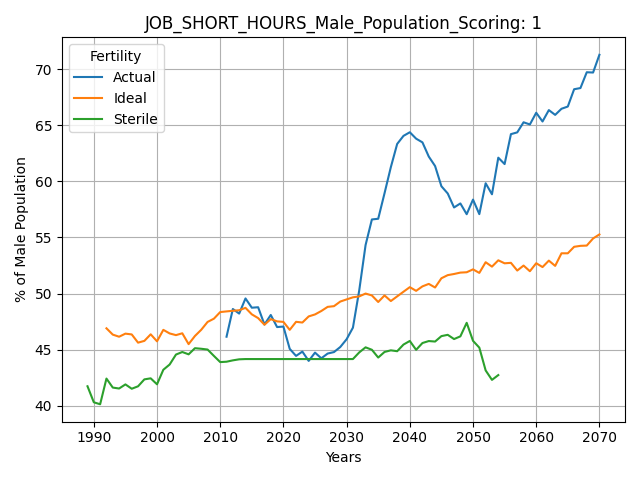 JOB_SHORT_HOURS_Male_Population_Scoring: 1
Fertility
Actual
Ideal
Sterile
% of Male Population
70
65
60
55
50
45
40
1990 2000 2010 2020 2030 2040 2050 2060 2070
Years